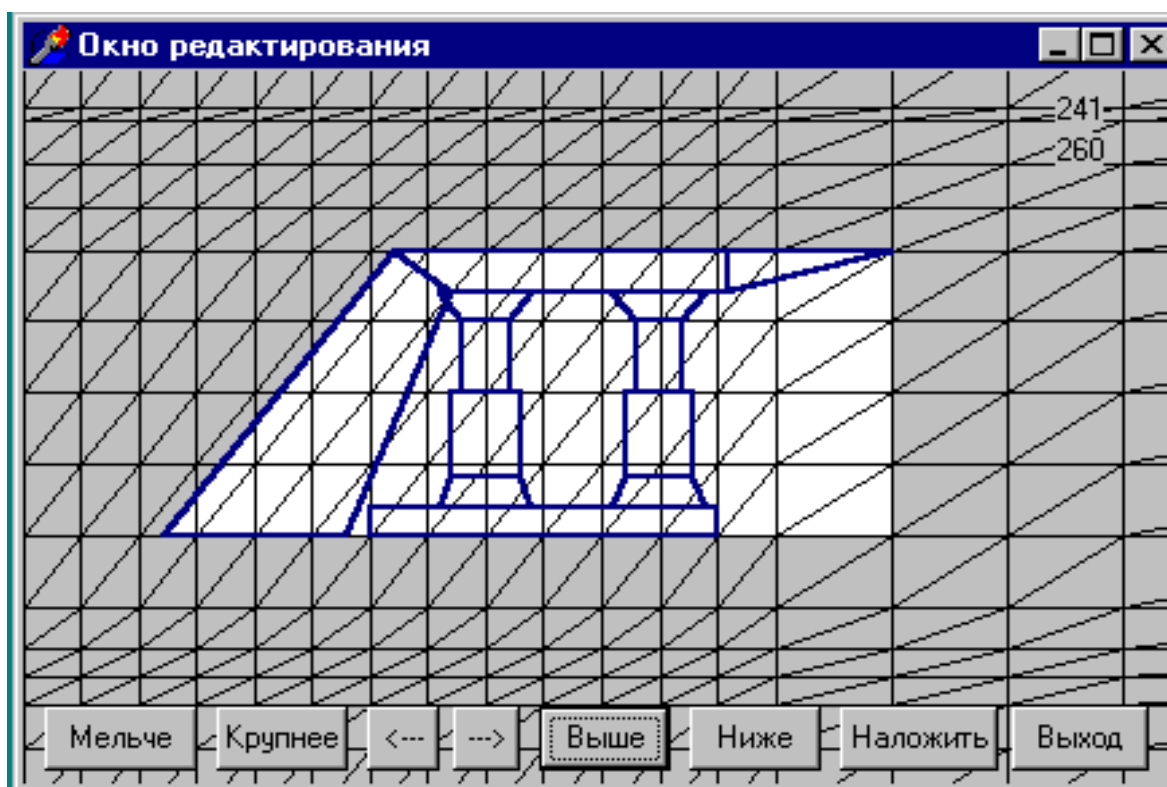 Окно редактирования
241
260
Мельче Крупнее <--- ---> Выше Ниже Наложить Выход